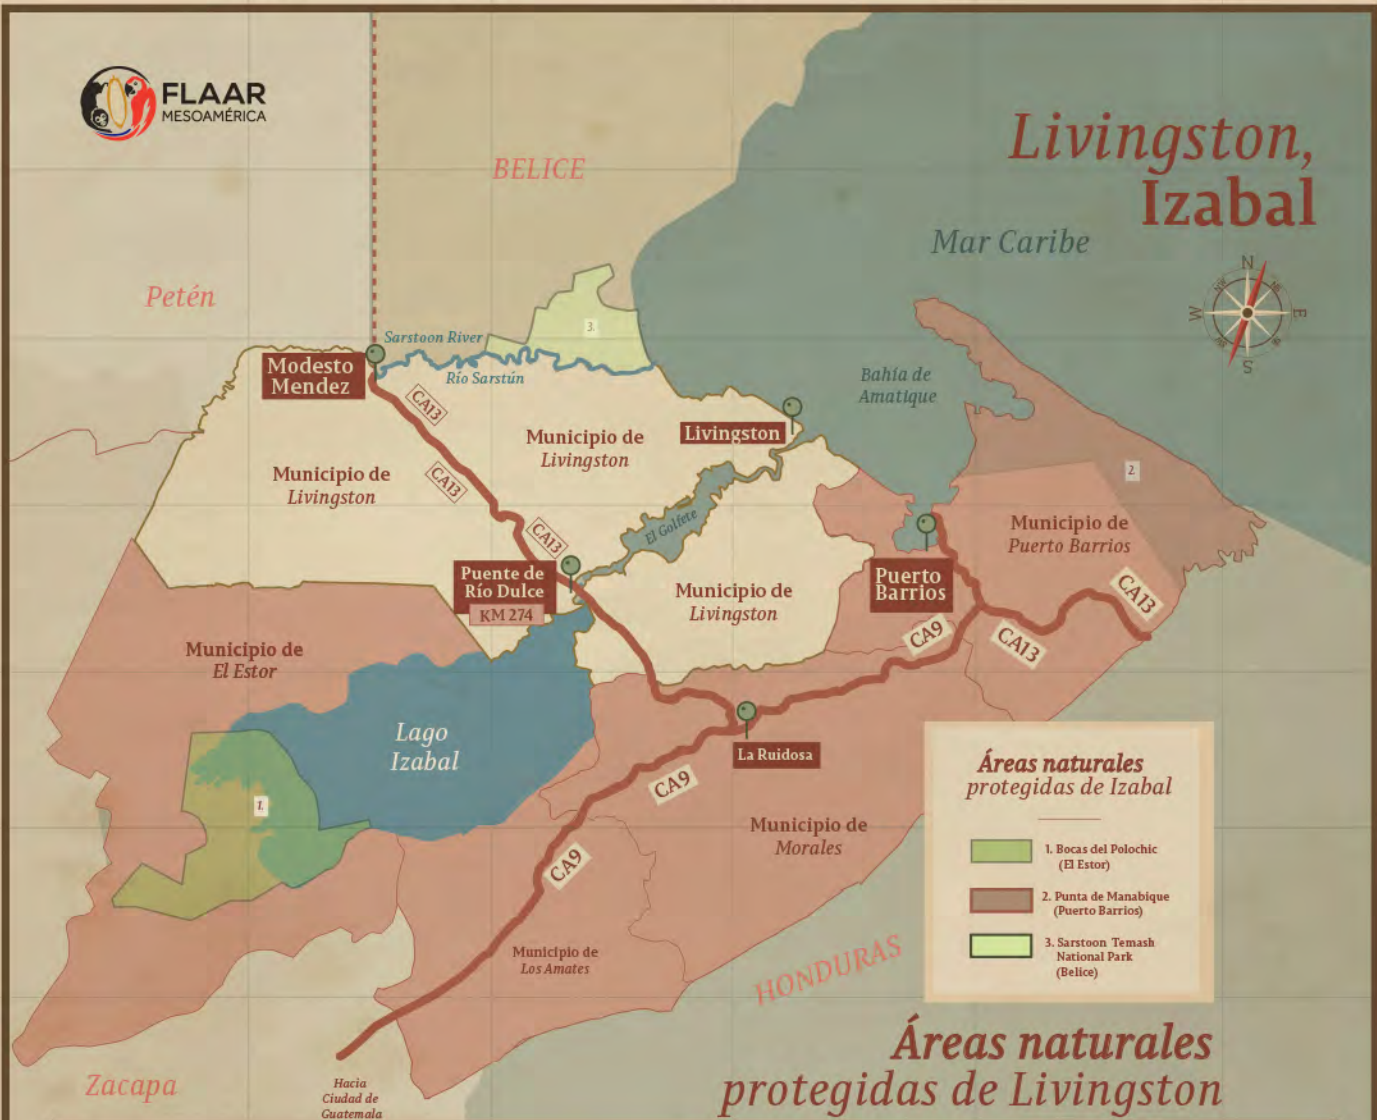 FLAAR
MESOAMÉRICA
Livingston,
Izabal
BELICE
Mar Caribe
N
NE
E
S
W
Petén
Sarstoon River
Río Sarstún
3.
Modesto
Mendez
CA13
CA13
CA13
Bahía de
Amatique
Livingston
Municipio de
Livingston
Municipio de
Livingston
2.
El Golfete
Municipio de
Puerto Barrios
Puente de
Río Dulce
KM 274
Municipio de
Livingston
Puerto
Barrios
CA13
CA9
CA13
Municipio de
El Estor
Lago
Izabal
La Ruidosa
CA9
1.
Municipio de
Morales
CA9
Municipio de
Los Amates
HONDURAS
Zacapa
Hacia
Ciudad de
Guatemala
Áreas naturales
protegidas de Izabal
1. Bocas del Polochic
(El Estor)
2. Punta de Manabique
(Puerto Barrios)
3. Sarstoon Temash
National Park
(Belice)
Áreas naturales
protegidas de Livingston